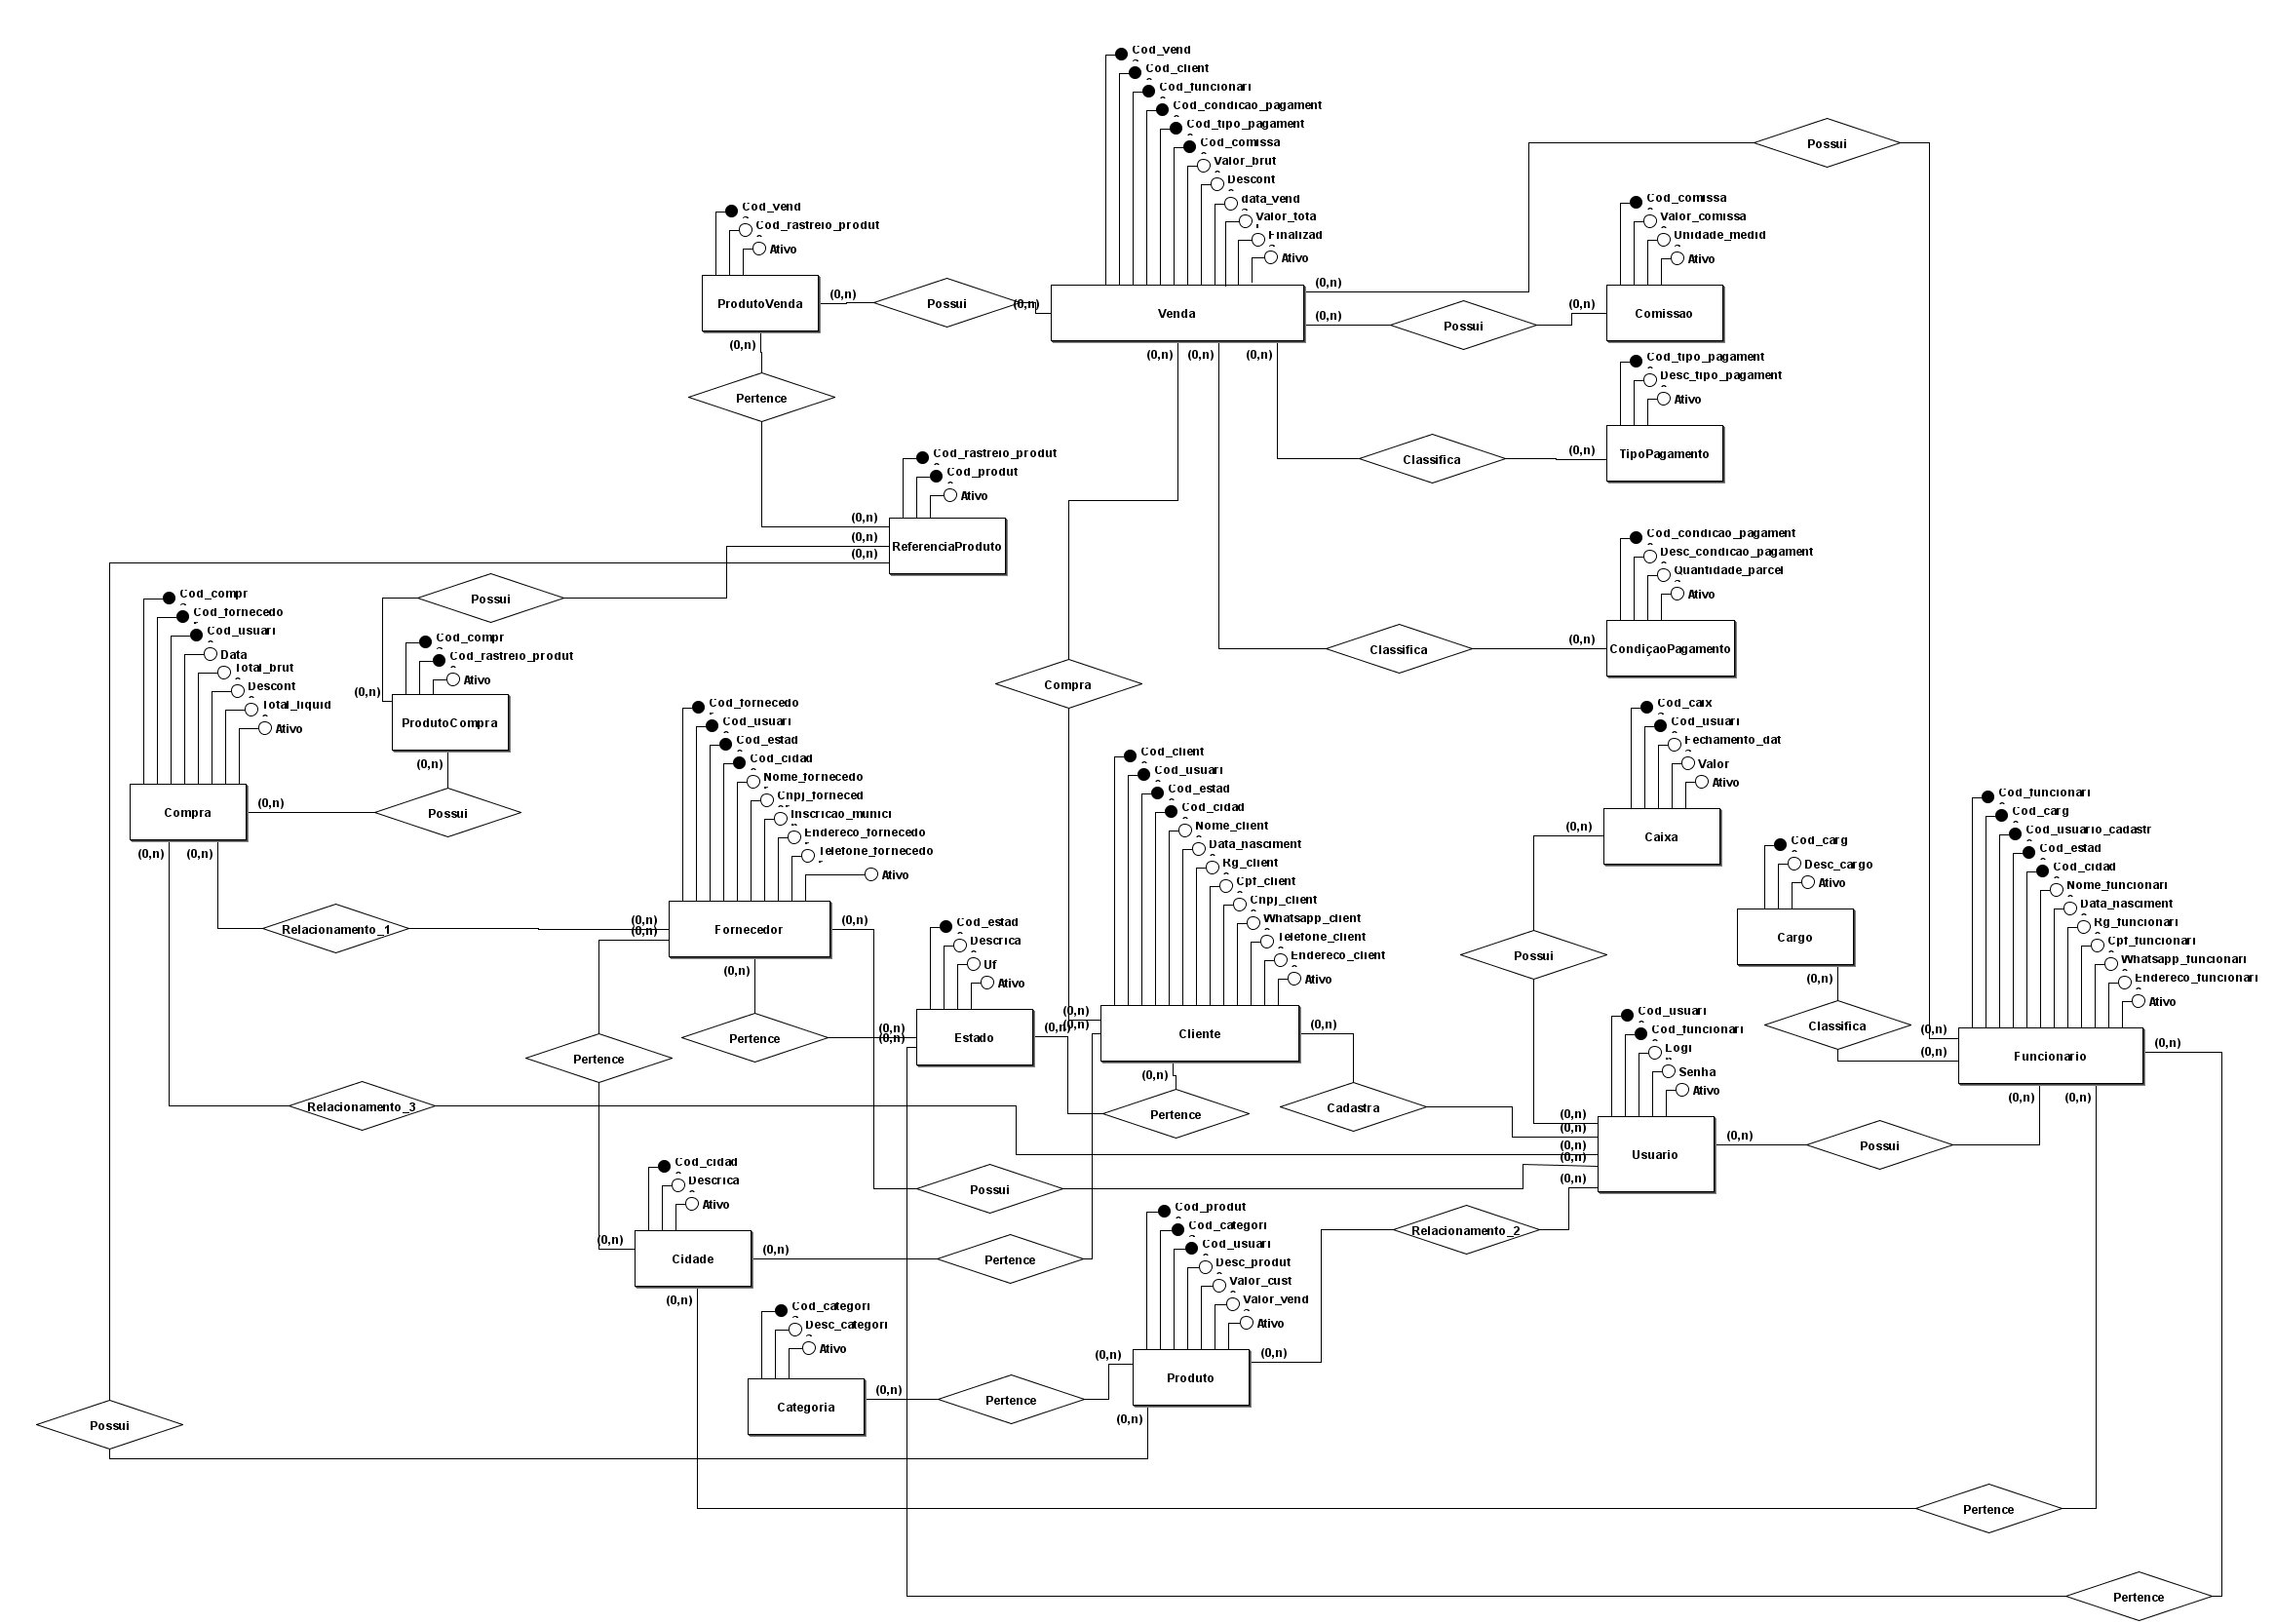 Cod_vend
Cod_client
Cod_funcionari
Cod_condicao_pagament
Cod_tipo_pagament
Cod_comissa
Valor_brut
Descont
data_vend
Valor_tota
Finalizad
Ativo
Venda
(0,n)
(0,n)
(0,n)
(0,n)
(0,n)
(0,n)
Possui
Cod_comissa
Valor_comissa
Unidade_medid
Ativo
Comissao
(0,n)
Possui
Cod_vend
Cod_rastreio_produt
Ativo
ProdutoVenda
(0,n)
Possui
(0,n)
Pertence
Cod_tipo_pagament
Desc_tipo_pagament
Ativo
TipoPagamento
(0,n)
Classifica
Cod_rastreio_produt
Cod_produt
Ativo
ReferenciaProduto
(0,n)
(0,n)
(0,n)
Possui
Cod_condicao_pagament
Desc_condicao_pagament
Quantidade_parcel
Ativo
CondiçaoPagamento
(0,n)
Classifica
Cod_compr
Cod_fornecedo
Cod_usuari
Data
Total_brut
Descont
Total_liquid
Ativo
Compra
(0,n)
(0,n)
(0,n)
Cod_compr
Cod_rastreio_produt
Ativo
ProdutoCompra
(0,n)
(0,n)
Possui
Compra
Cod_fornecedo
Cod_usuari
Cod_estad
Cod_cidad
Nome_fornecedo
Cnpj_forneced
Inscricao_munici
Endereco_fornecedo
Telefone_fornecedo
Ativo
Fornecedor
(0,n)
(0,n)
(0,n)
(0,n)
Relacionamento_1
Cod_client
Cod_usuari
Cod_estad
Cod_cidad
Nome_client
Data_nasciment
Rg_client
Cpf_client
Cnpj_client
Whatsapp_client
Telefone_client
Endereco_client
Ativo
Cliente
(0,n)
(0,n)
(0,n)
(0,n)
Cod_caix
Cod_usuari
Fechamento_dat
Valor
Ativo
Caixa
(0,n)
Possui
Cod_carg
Desc_cargo
Ativo
Cargo
(0,n)
Classifica
Cod_funcionari
Cod_carg
Cod_usuario_cadastr
Cod_estad
Cod_cidad
Nome_funcionari
Data_nasciment
Rg_funcionari
Cpf_funcionari
Whatsapp_funcionari
Endereco_funcionari
Ativo
Funcionario
(0,n)
(0,n)
(0,n)
(0,n)
(0,n)
Cod_estad
Descrica
Uf
Ativo
Estado
(0,n)
(0,n)
(0,n)
Pertence
Pertence
Pertence
Cadastra
Relacionamento_3
Cod_usuari
Cod_funcionari
Logi
Senha
Ativo
Usuario
(0,n)
(0,n)
(0,n)
(0,n)
(0,n)
(0,n)
Possui
Possui
Cod_cidad
Descrica
Ativo
Cidade
(0,n)
(0,n)
(0,n)
Pertence
Relacionamento_2
Cod_produt
Cod_categori
Cod_usuari
Desc_produt
Valor_cust
Valor_vend
Ativo
Produto
(0,n)
(0,n)
(0,n)
Cod_categori
Desc_categori
Ativo
Categoria
(0,n)
Pertence
Possui
Pertence
Pertence